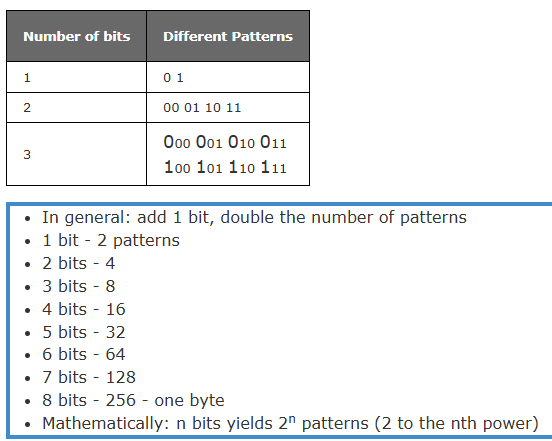 Number of bits Different Patterns
1 0 1
2 00 01 10 11
3 000 001 010 011
100 101 110 111
• In general: add 1 bit, double the number of patterns
• 1 bit - 2 patterns
• 2 bits - 4
• 3 bits - 8
• 4 bits - 16
• 5 bits - 32
• 6 bits - 64
• 7 bits - 128
• 8 bits - 256 - one byte
• Mathematically: n bits yields 2ⁿ patterns (2 to the nth power)